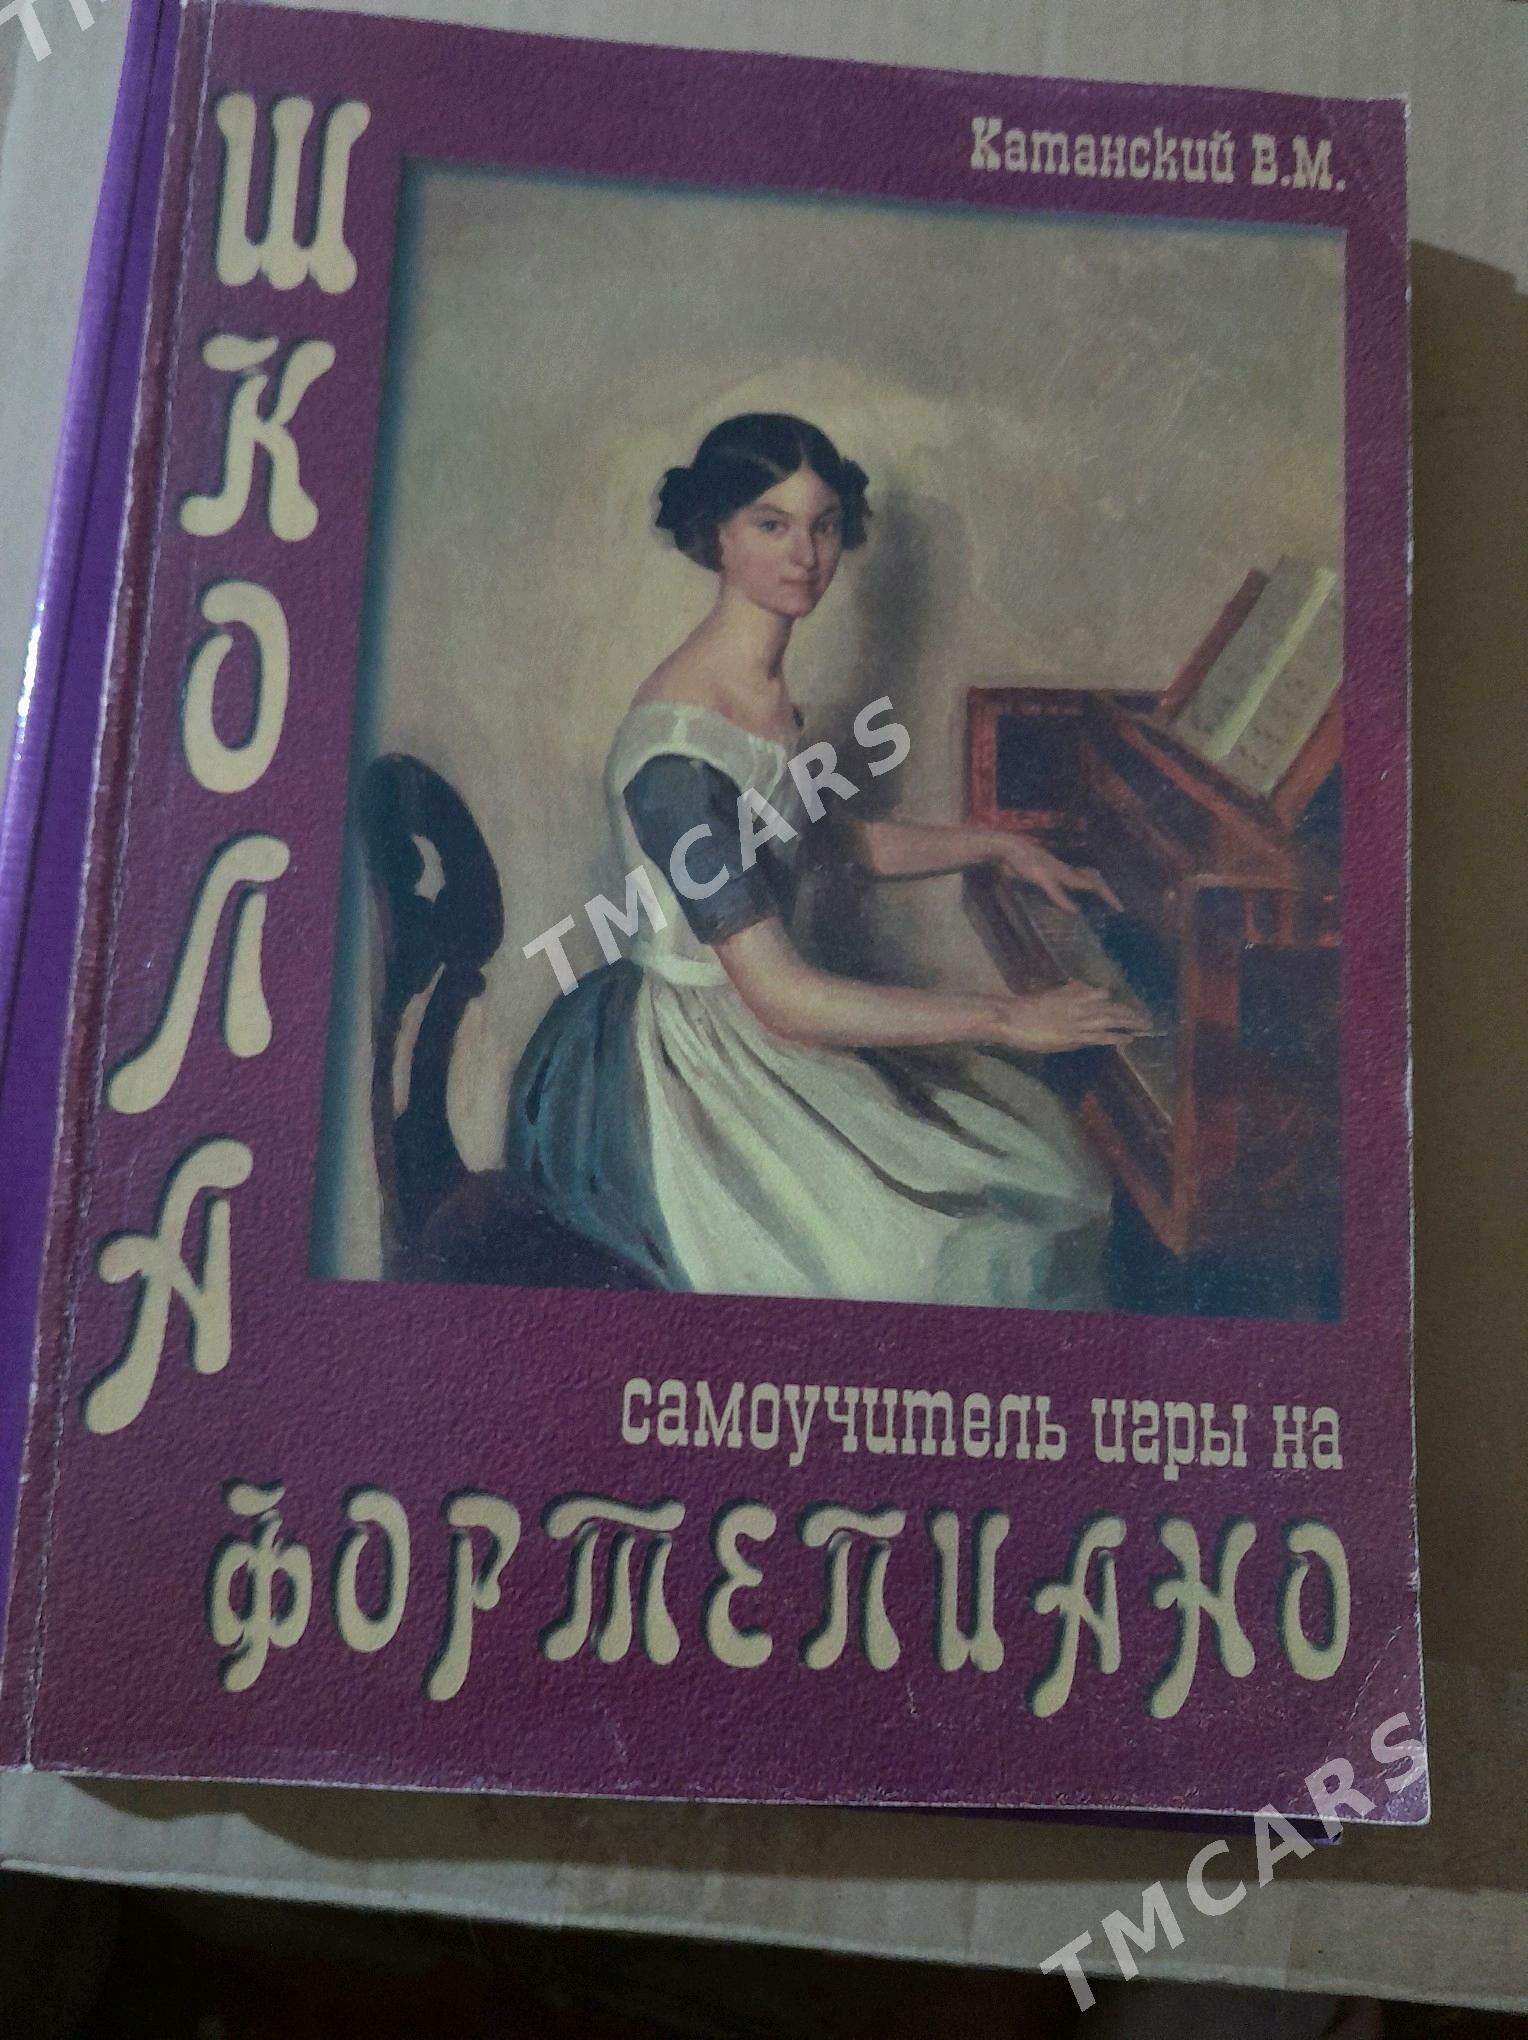 Катанский В.М.
ШКОЛА
самоучитель игры на
ФОРТЕПИАНО
TMCARS
TMCARS